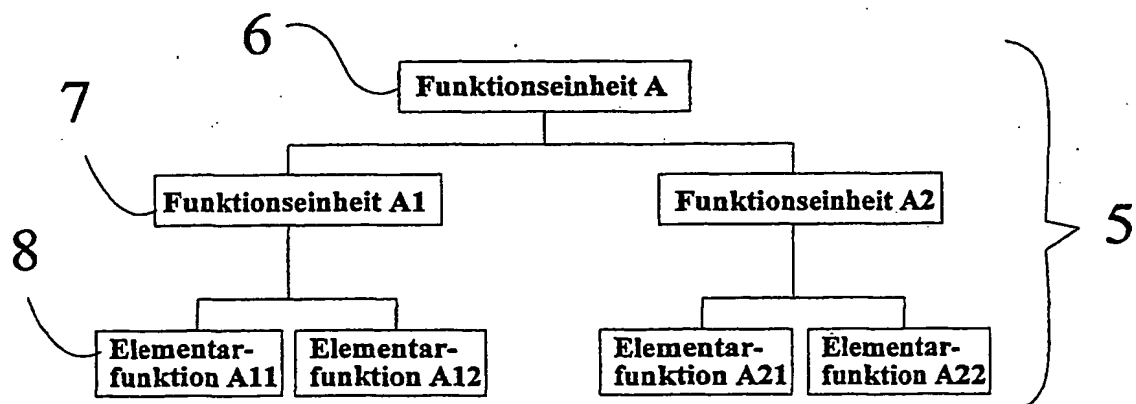 6
Funktionseinheit A
7
Funktionseinheit A1
Funktionseinheit A2
5
8
Elementar-
funktion A11
Elementar-
funktion A12
Elementar-
funktion A21
Elementar-
funktion A22